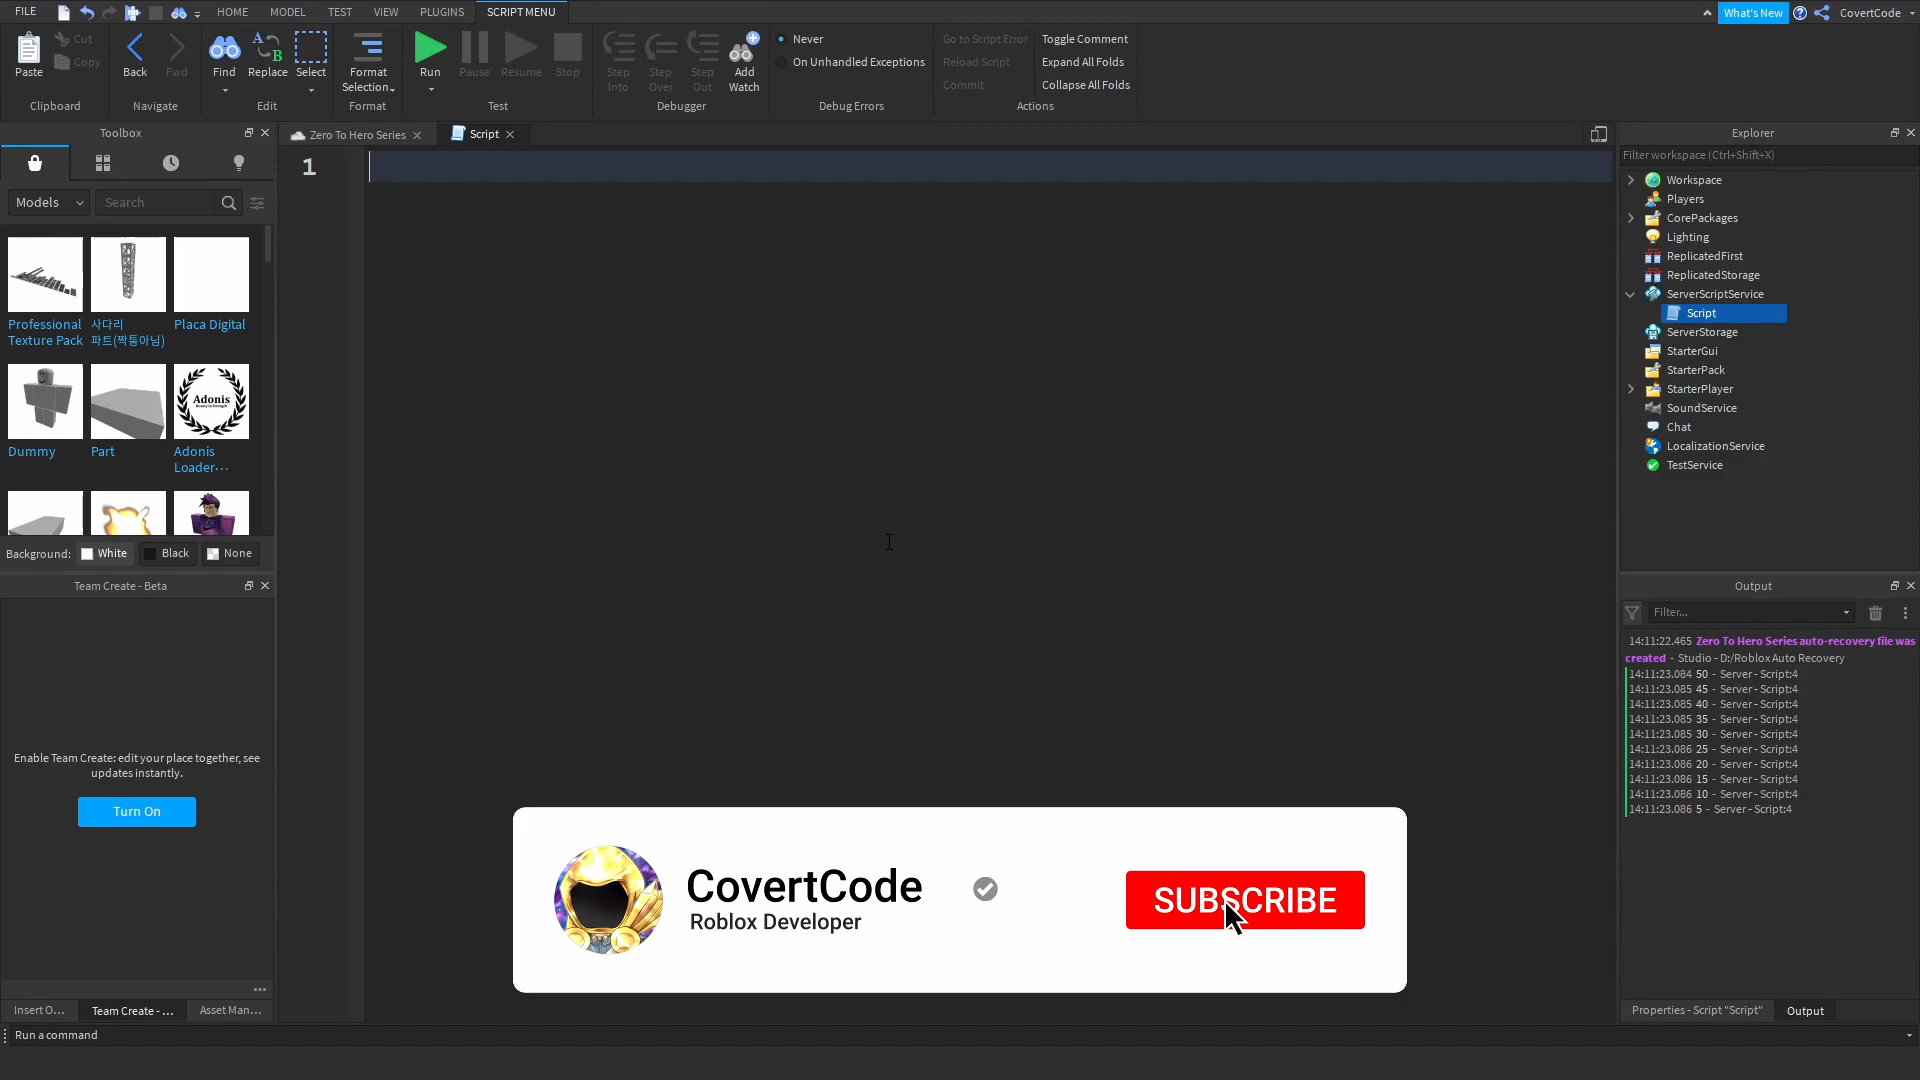 FILE HOME MODEL TEST VIEW PLUGINS SCRIPT MENU What's New CovertCode
Paste Cut Copy
Clipboard
Back Fwd
Navigate
Find Replace Select
Edit
Format Selection
Format
Run Pause Resume Stop
Test
Step Into Step Over Step Out Add Watch
Debugger
Never
On Unhandled Exceptions
Debug Errors
Go to Script Error Toggle Comment
Reload Script Expand All Folds
Commit Collapse All Folds
Actions
Toolbox
Models Search
Professional Texture Pack
사다리 파트(짝퉁아님)
Placa Digital
Adonis
Dummy
Part
Adonis Loader...
Background: White Black None
Team Create - Beta
Enable Team Create: edit your place together, see
updates instantly.
Turn On
Insert O... Team Create - ... Asset Man...
Run a command
Zero To Hero Series Script
1
CovertCode
Roblox Developer
SUBSCRIBE
Explorer
Filter workspace (Ctrl+Shift+X)
Workspace
Players
CorePackages
Lighting
ReplicatedFirst
ReplicatedStorage
ServerScriptService
Script
ServerStorage
StarterGui
StarterPack
StarterPlayer
SoundService
Chat
LocalizationService
TestService
Output
Filter...
14:11:22.465 Zero To Hero Series auto-recovery file was
created - Studio - D:/Roblox Auto Recovery
14:11:23.084 50 - Server - Script:4
14:11:23.085 45 - Server - Script:4
14:11:23.085 40 - Server - Script:4
14:11:23.085 35 - Server - Script:4
14:11:23.085 30 - Server - Script:4
14:11:23.086 25 - Server - Script:4
14:11:23.086 20 - Server - Script:4
14:11:23.086 15 - Server - Script:4
14:11:23.086 10 - Server - Script:4
14:11:23.086 5 - Server - Script:4
Properties - Script "Script" Output